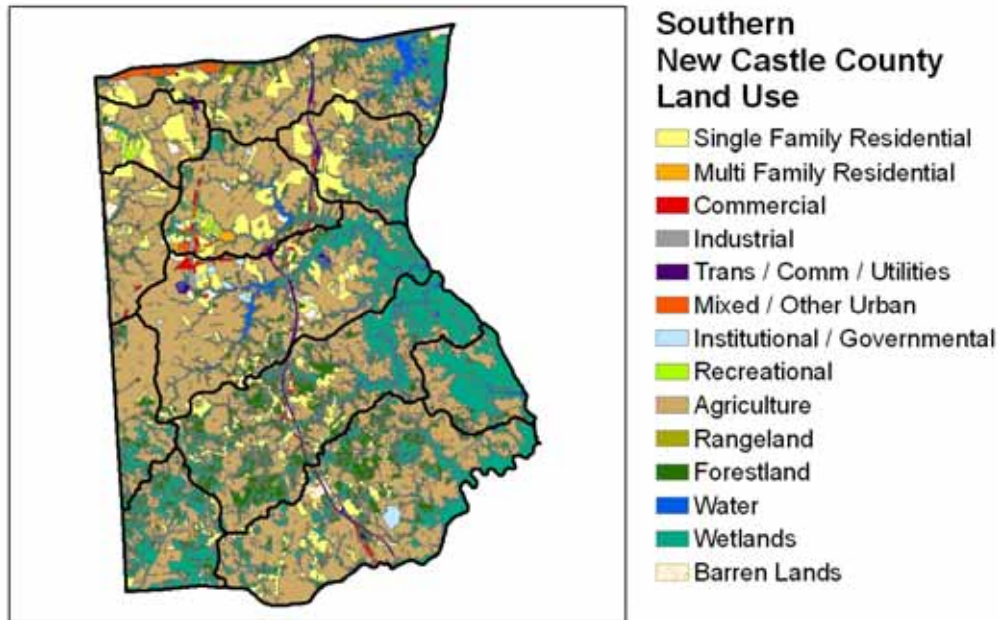 Southern
New Castle County
Land Use
Single Family Residential
Multi Family Residential
Commercial
Industrial
Trans / Comm / Utilities
Mixed / Other Urban
Institutional / Governmental
Recreational
Agriculture
Rangeland
Forestland
Water
Wetlands
Barren Lands